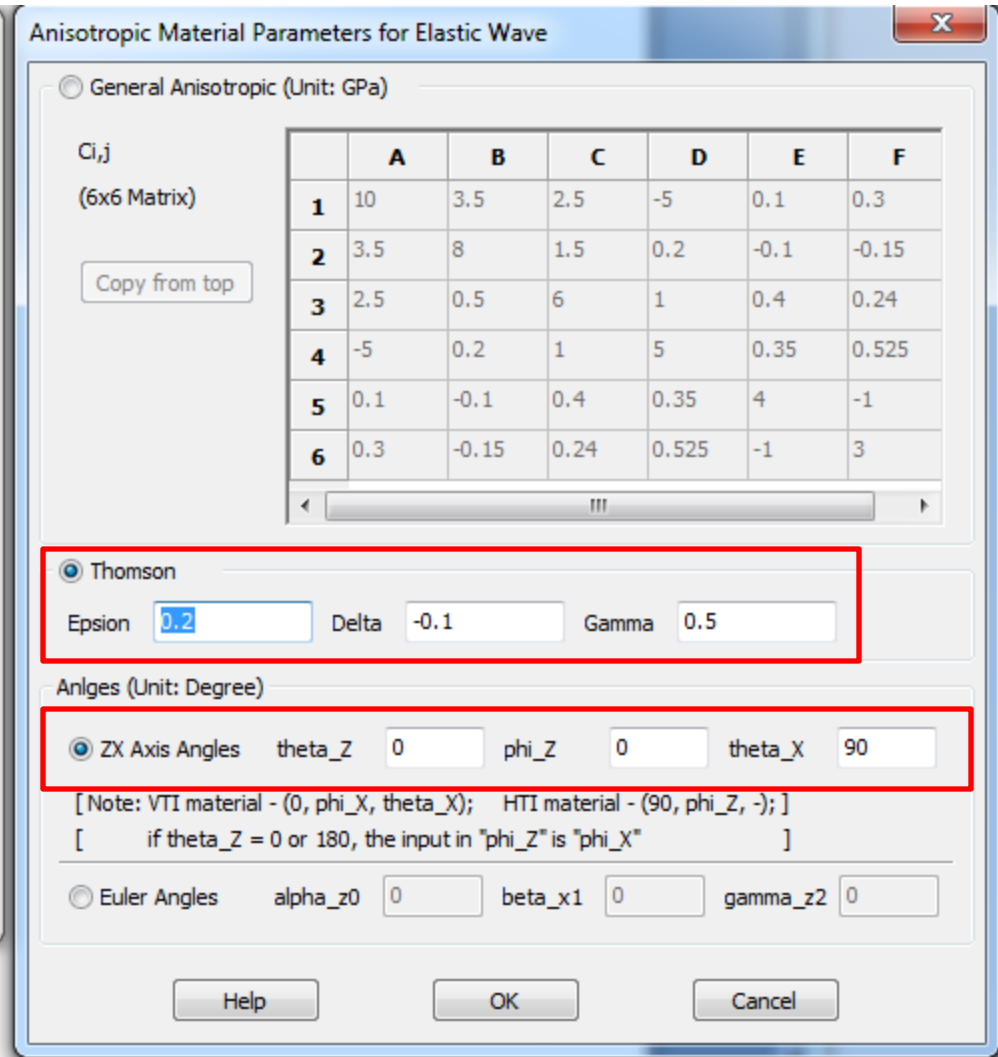 Anisotropic Material Parameters for Elastic Wave
General Anisotropic (Unit: GPa)
Ci,j
(6x6 Matrix)
Copy from top
A B C D E F
1 10 3.5 2.5 -5 0.1 0.3
2 3.5 8 1.5 0.2 -0.1 -0.15
3 2.5 0.5 6 1 0.4 0.24
4 -5 0.2 1 5 0.35 0.525
5 0.1 -0.1 0.4 0.35 4 -1
6 0.3 -0.15 0.24 0.525 -1 3
Thomson
Epsion 0.2 Delta -0.1 Gamma 0.5
Anlges (Unit: Degree)
ZX Axis Angles theta_Z 0 phi_Z 0 theta_X 90
[Note: VTI material - (0, phi_X, theta_X); HTI material - (90, phi_Z, -); ]
[ if theta_Z = 0 or 180, the input in "phi_Z" is "phi_X" ]
Euler Angles alpha_z0 0 beta_x1 0 gamma_z2 0
Help OK Cancel